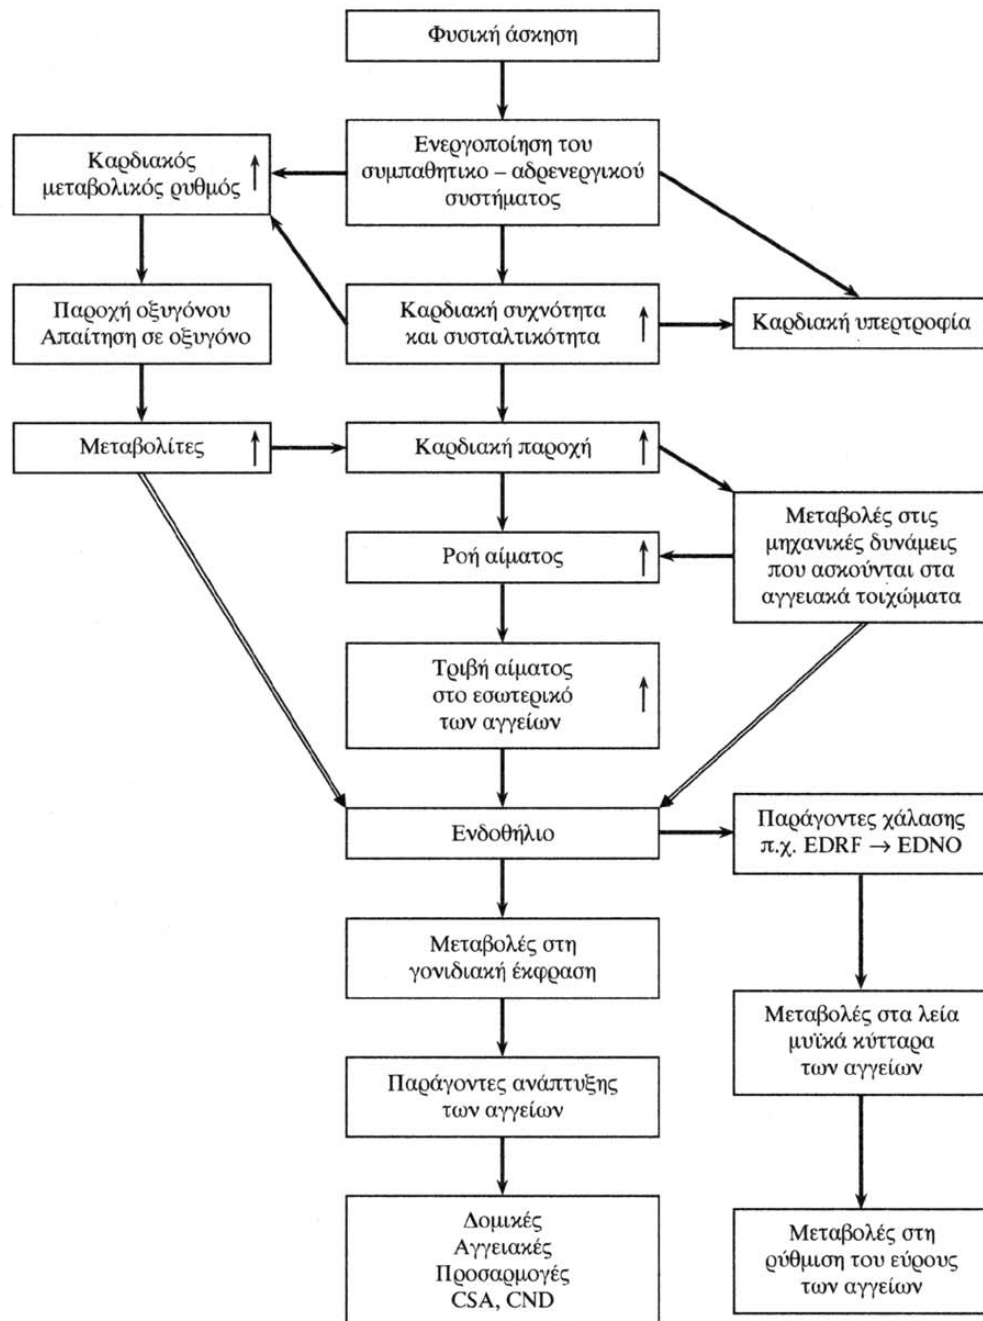 Φυσική άσκηση
Ενεργοποίηση του
συμπαθητικο – αδρενεργικού
συστήματος
Καρδιακός
μεταβολικός ρυθμός
Παροχή οξυγόνου
Απαίτηση σε οξυγόνο
Καρδιακή συχνότητα
και συσταλτικότητα
Καρδιακή υπερτροφία
Μεταβολίτες
Καρδιακή παροχή
Μεταβολές στις
μηχανικές δυνάμεις
που ασκούνται στα
αγγειακά τοιχώματα
Ροή αίματος
Τριβή αίματος
στο εσωτερικό
των αγγείων
Ενδοθήλιο
Παράγοντες χάλασης
π.χ. EDRF → EDNO
Μεταβολές στη
γονιδιακή έκφραση
Μεταβολές στα λεία
μυϊκά κύτταρα
των αγγείων
Παράγοντες ανάπτυξης
των αγγείων
Δομικές
Αγγειακές
Προσαρμογές
CSA, CND
Μεταβολές στη
ρύθμιση του εύρους
των αγγείων